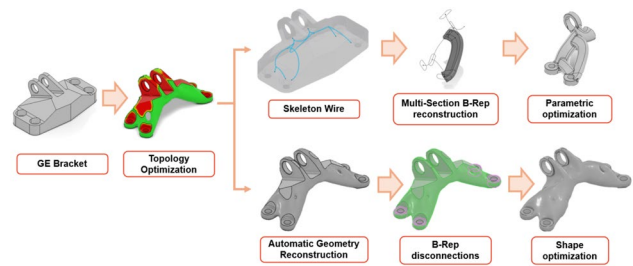 GE Bracket
Topology
Optimization
Skeleton Wire
Multi-Section B-Rep
reconstruction
Parametric
optimization
Automatic Geometry
Reconstruction
B-Rep
disconnections
Shape
optimization